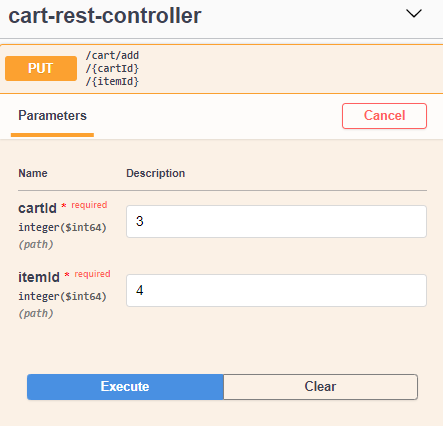 cart-rest-controller
PUT
/cart/add
/{cartId}
/{itemId}
Parameters
Cancel
Name
Description
cartId * required
integer($int64)
(path)
3
itemId * required
integer($int64)
(path)
4
Execute
Clear